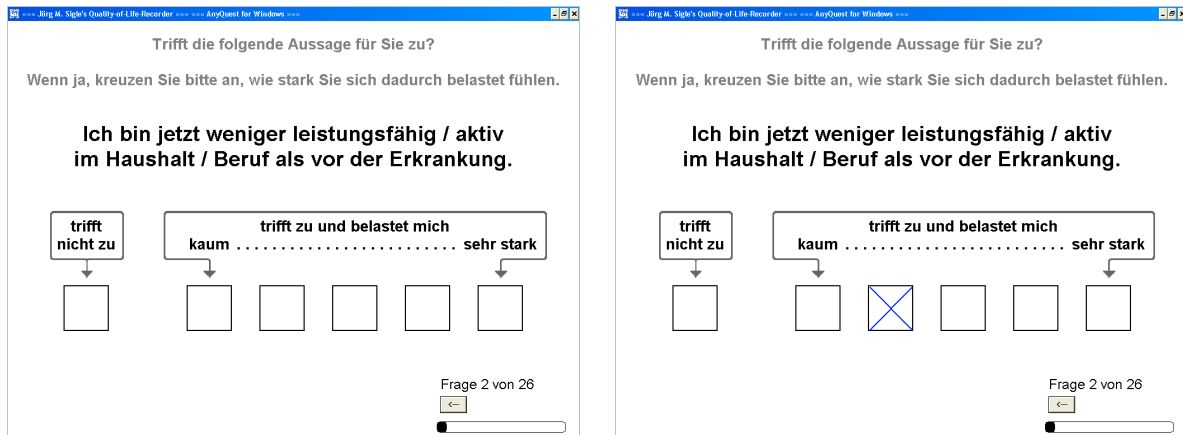 ««« Jörg M. Sigle's Quality-of-Life-Recorder »»» ««« AnyQuest for Windows »»»
Trifft die folgende Aussage für Sie zu?
Wenn ja, kreuzen Sie bitte an, wie stark Sie sich dadurch belastet fühlen.
Ich bin jetzt weniger leistungsfähig / aktiv
im Haushalt / Beruf als vor der Erkrankung.
trifft
nicht zu
trifft zu und belastet mich
kaum . . . . . . . . . . . . . . . . . . . . . . . . . sehr stark
Frage 2 von 26
<--
««« Jörg M. Sigle's Quality-of-Life-Recorder »»» ««« AnyQuest for Windows »»»
Trifft die folgende Aussage für Sie zu?
Wenn ja, kreuzen Sie bitte an, wie stark Sie sich dadurch belastet fühlen.
Ich bin jetzt weniger leistungsfähig / aktiv
im Haushalt / Beruf als vor der Erkrankung.
trifft
nicht zu
trifft zu und belastet mich
kaum . . . . . . . . . . . . . . . . . . . . . . . . . sehr stark
Frage 2 von 26
<--